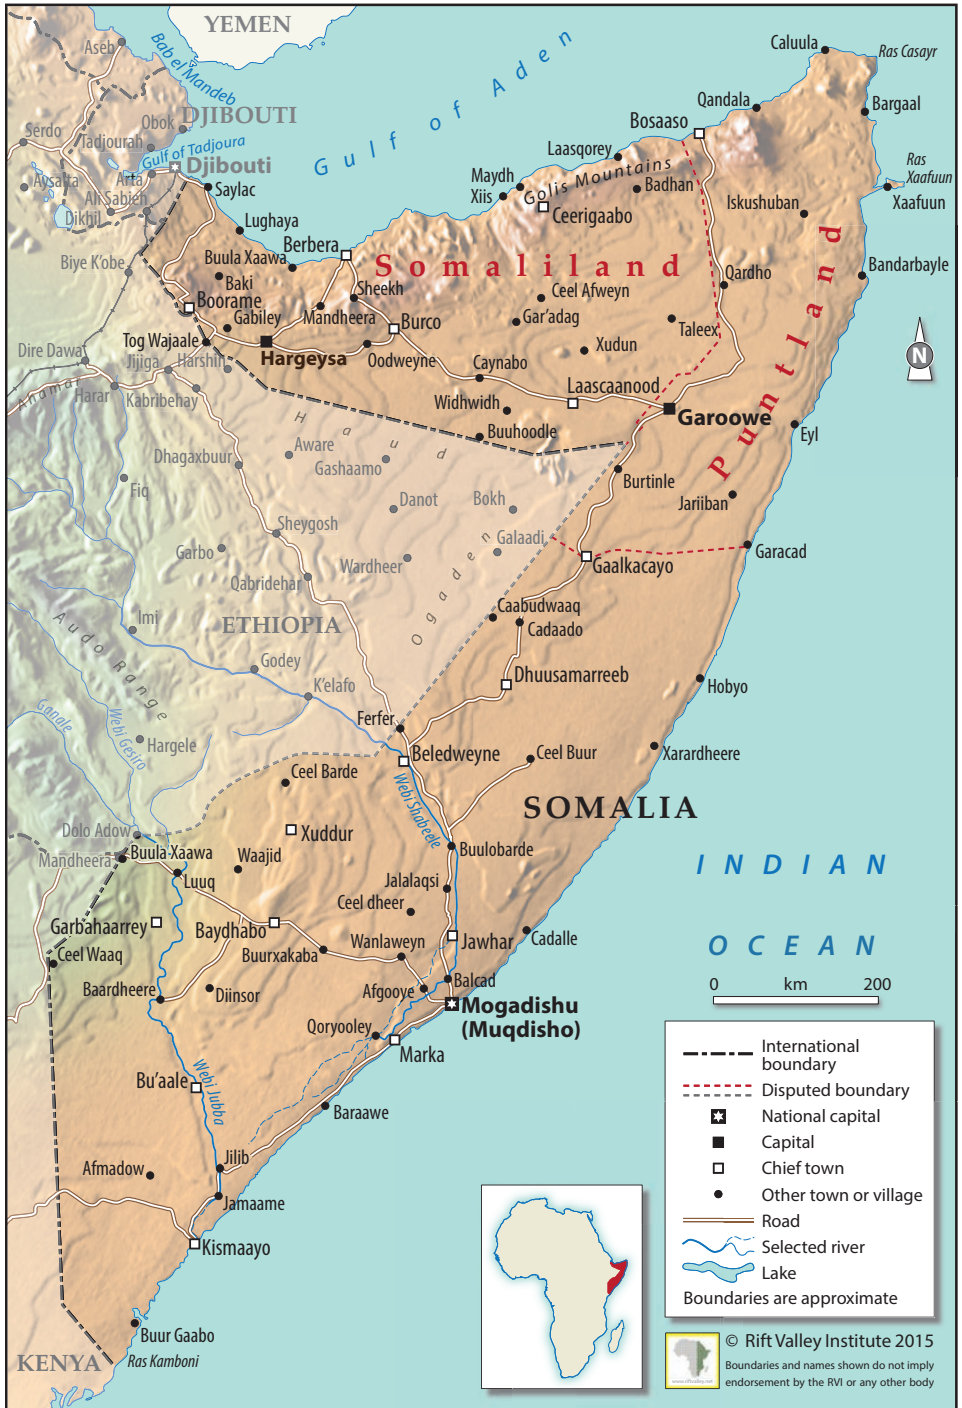 YEMEN
Aseb
Bab el Mandeb
Caluula
Ras Casayr
Gulf of Aden
Qandala
Bargaal
Obok
DJIBOUTI
Bosaaso
Serdo
Tadjourah
Gulf of Tadjoura
Laasqorey
Djibouti
Ras
Xaafuun
Aysaita
Arta
Maydh
Golis Mountains
Badhan
Saylac
Xiis
Xaafuun
Ali Sabieh
Dikhil
Ceerigaabo
Iskushuban
Lughaya
Berbera
Puntland
Biye K'obe
Buula Xaawa
Somaliland
Bandarbayle
Qardho
Baki
Sheekh
Ceel Afweyn
Boorame
Gabiley
Mandheera
Burco
Gar'adag
Taleex
Tog Wajaale
Dire Dawa
Hargeysa
Xudun
N
Jijiga
Harshin
Oodweyne
Caynabo
Ahamar
Harar
Kabribehay
Laascaanood
Widhwidh
Garoowe
Haud
Buuhoodle
Eyl
Aware
Dhagaxbuur
Gashaamo
Burtinle
Fiq
Danot
Bokh
Jariiban
Sheygosh
Galaadi
Garacad
Garbo
Wardheer
Gaalkacayo
Qabridehar
Ogaden
Caabudwaaq
Imi
ETHIOPIA
Cadaado
Audo Range
Godey
Dhuusamarreeb
K'elafo
Hobyo
Ganale
Webi Gesiro
Ferfer
Hargele
Beledweyne
Ceel Buur
Xarardheere
Ceel Barde
Webi Shabeele
SOMALIA
Dolo Adow
Xuddur
Mandheera
Buula Xaawa
Waajid
Buulobarde
INDIAN
Luuq
Jalalaqsi
Ceel dheer
Garbahaarrey
Baydhabo
Wanlaweyn
Jawhar
Cadalle
OCEAN
Buurxakaba
Ceel Waaq
Balcad
Baardheere
Diinsor
Afgooye
0 km 200
Mogadishu
(Muqdisho)
Qoryooley
Marka
International
boundary
Bu'aale
Webi Jubba
Disputed boundary
Baraawe
National capital
Capital
Jilib
Chief town
Afmadow
Other town or village
Jamaame
Road
Kismaayo
Selected river
Lake
Boundaries are approximate
Buur Gaabo
KENYA
Ras Kamboni
© Rift Valley Institute 2015
Boundaries and names shown do not imply
endorsement by the RVI or any other body
www.riftvalley.net